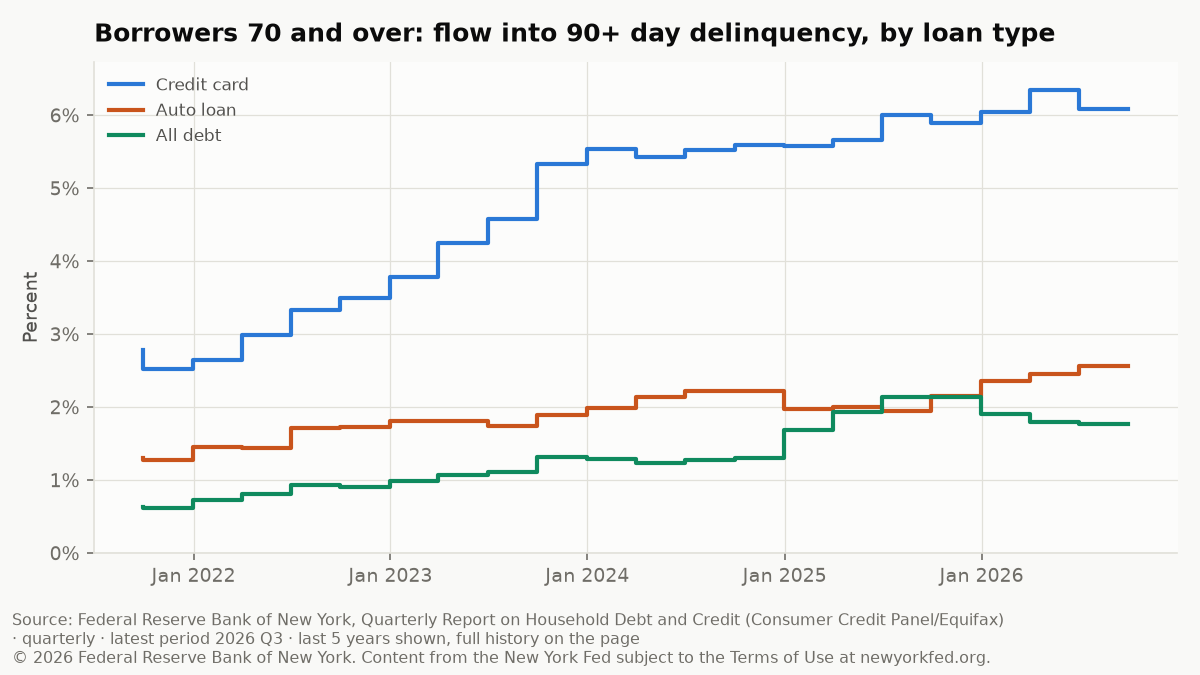 Borrowers 70 and over: flow into 90+ day delinquency, by loan type
Credit card
Auto loan
All debt
Percent
6%
5%
4%
3%
2%
1%
0%
Jan 2022
Jan 2023
Jan 2024
Jan 2025
Jan 2026
Source: Federal Reserve Bank of New York, Quarterly Report on Household Debt and Credit (Consumer Credit Panel/Equifax)
· quarterly · latest period 2026 Q3 · last 5 years shown, full history on the page
© 2026 Federal Reserve Bank of New York. Content from the New York Fed subject to the Terms of Use at newyorkfed.org.